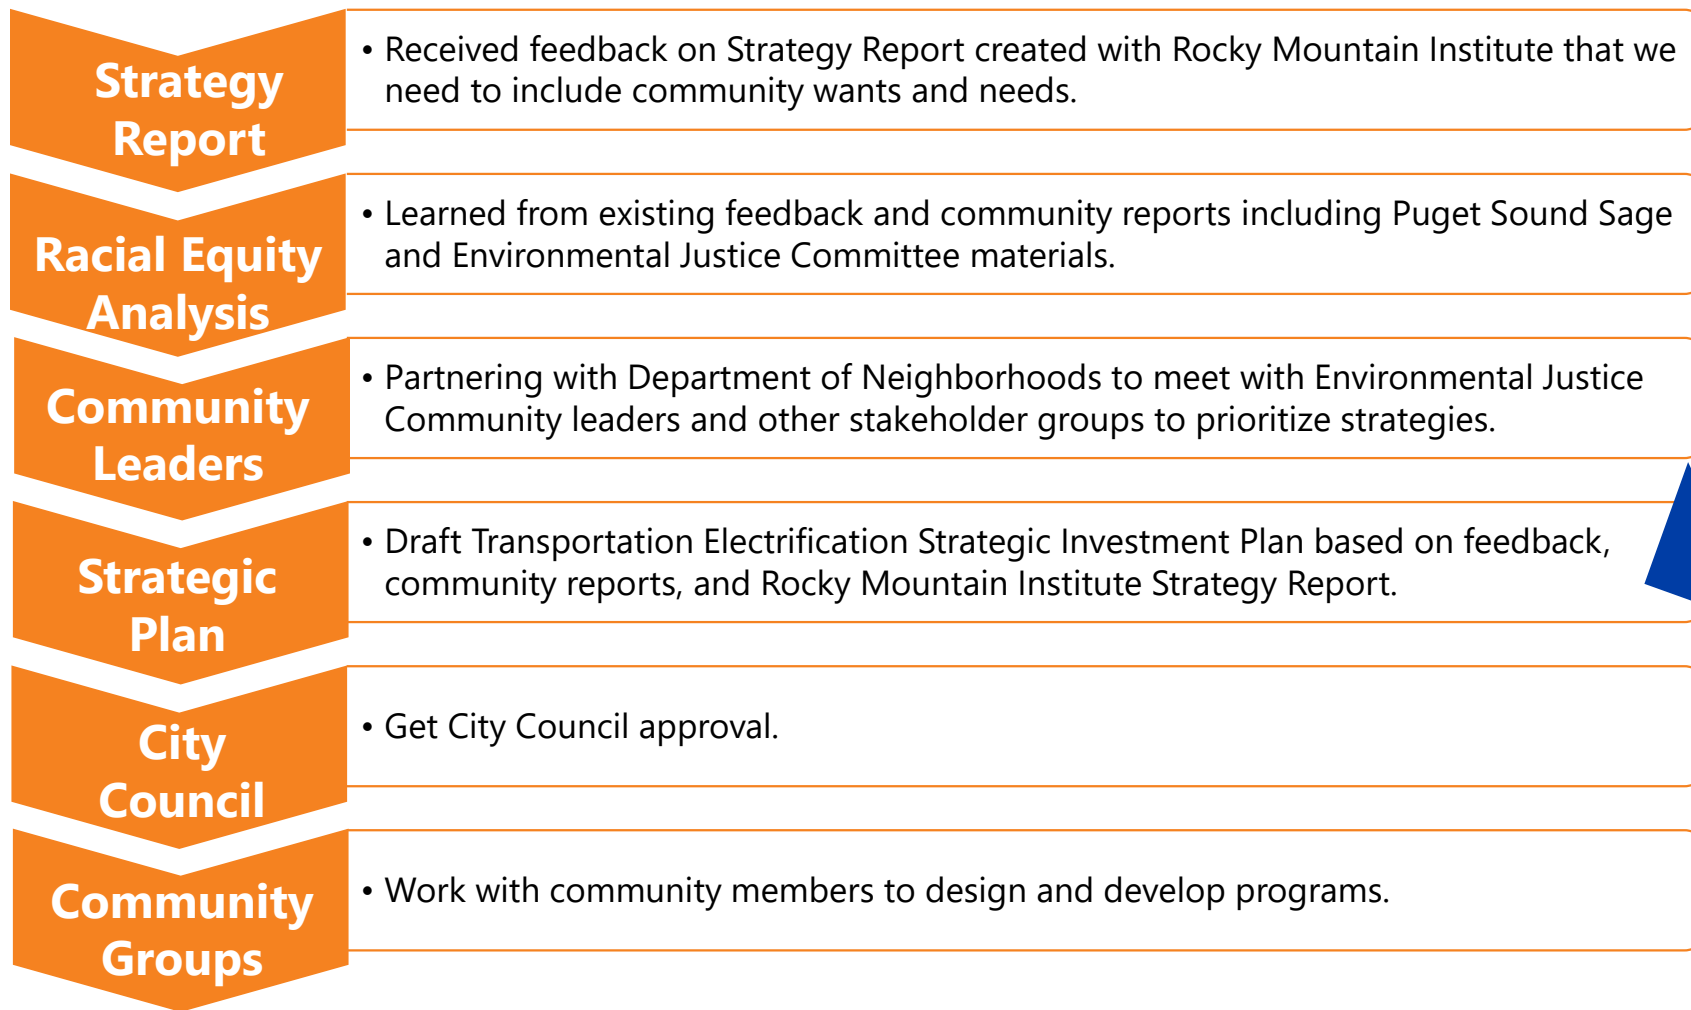 Strategy
Report
• Received feedback on Strategy Report created with Rocky Mountain Institute that we
need to include community wants and needs.
Racial Equity
Analysis
• Learned from existing feedback and community reports including Puget Sound Sage
and Environmental Justice Committee materials.
Community
Leaders
• Partnering with Department of Neighborhoods to meet with Environmental Justice
Community leaders and other stakeholder groups to prioritize strategies.
Strategic
Plan
• Draft Transportation Electrification Strategic Investment Plan based on feedback,
community reports, and Rocky Mountain Institute Strategy Report.
City
Council
• Get City Council approval.
Community
Groups
• Work with community members to design and develop programs.